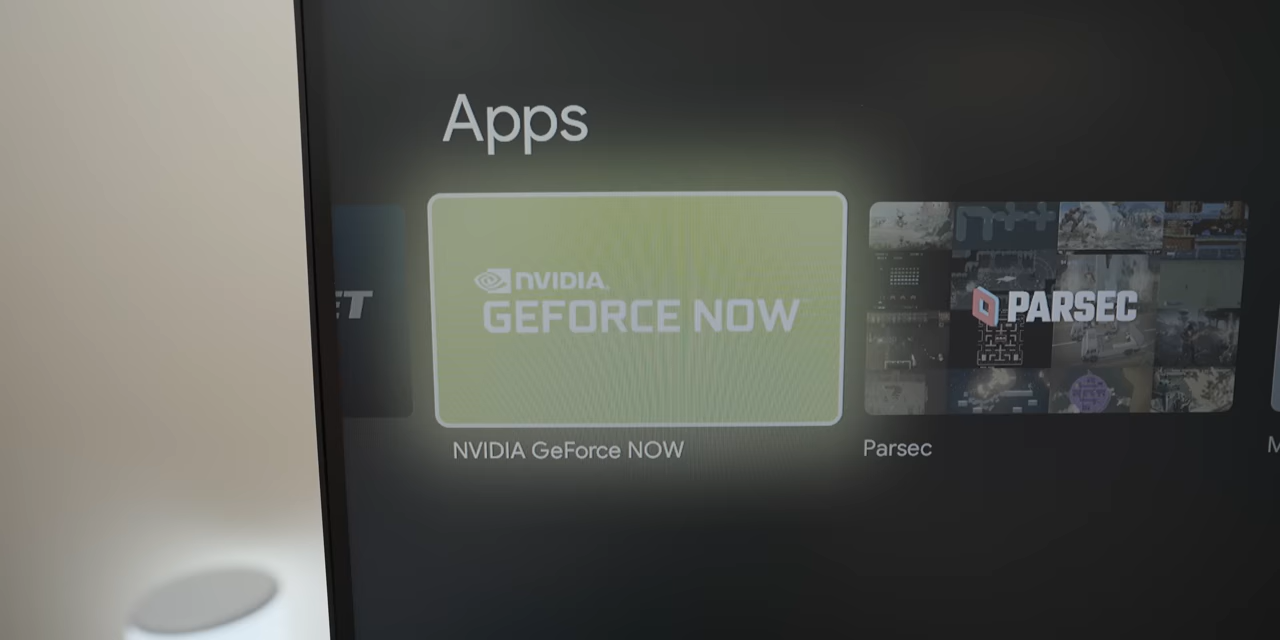 Apps
NVIDIA.
GEFORCE NOW
PARSEC
NVIDIA GeForce NOW
Parsec